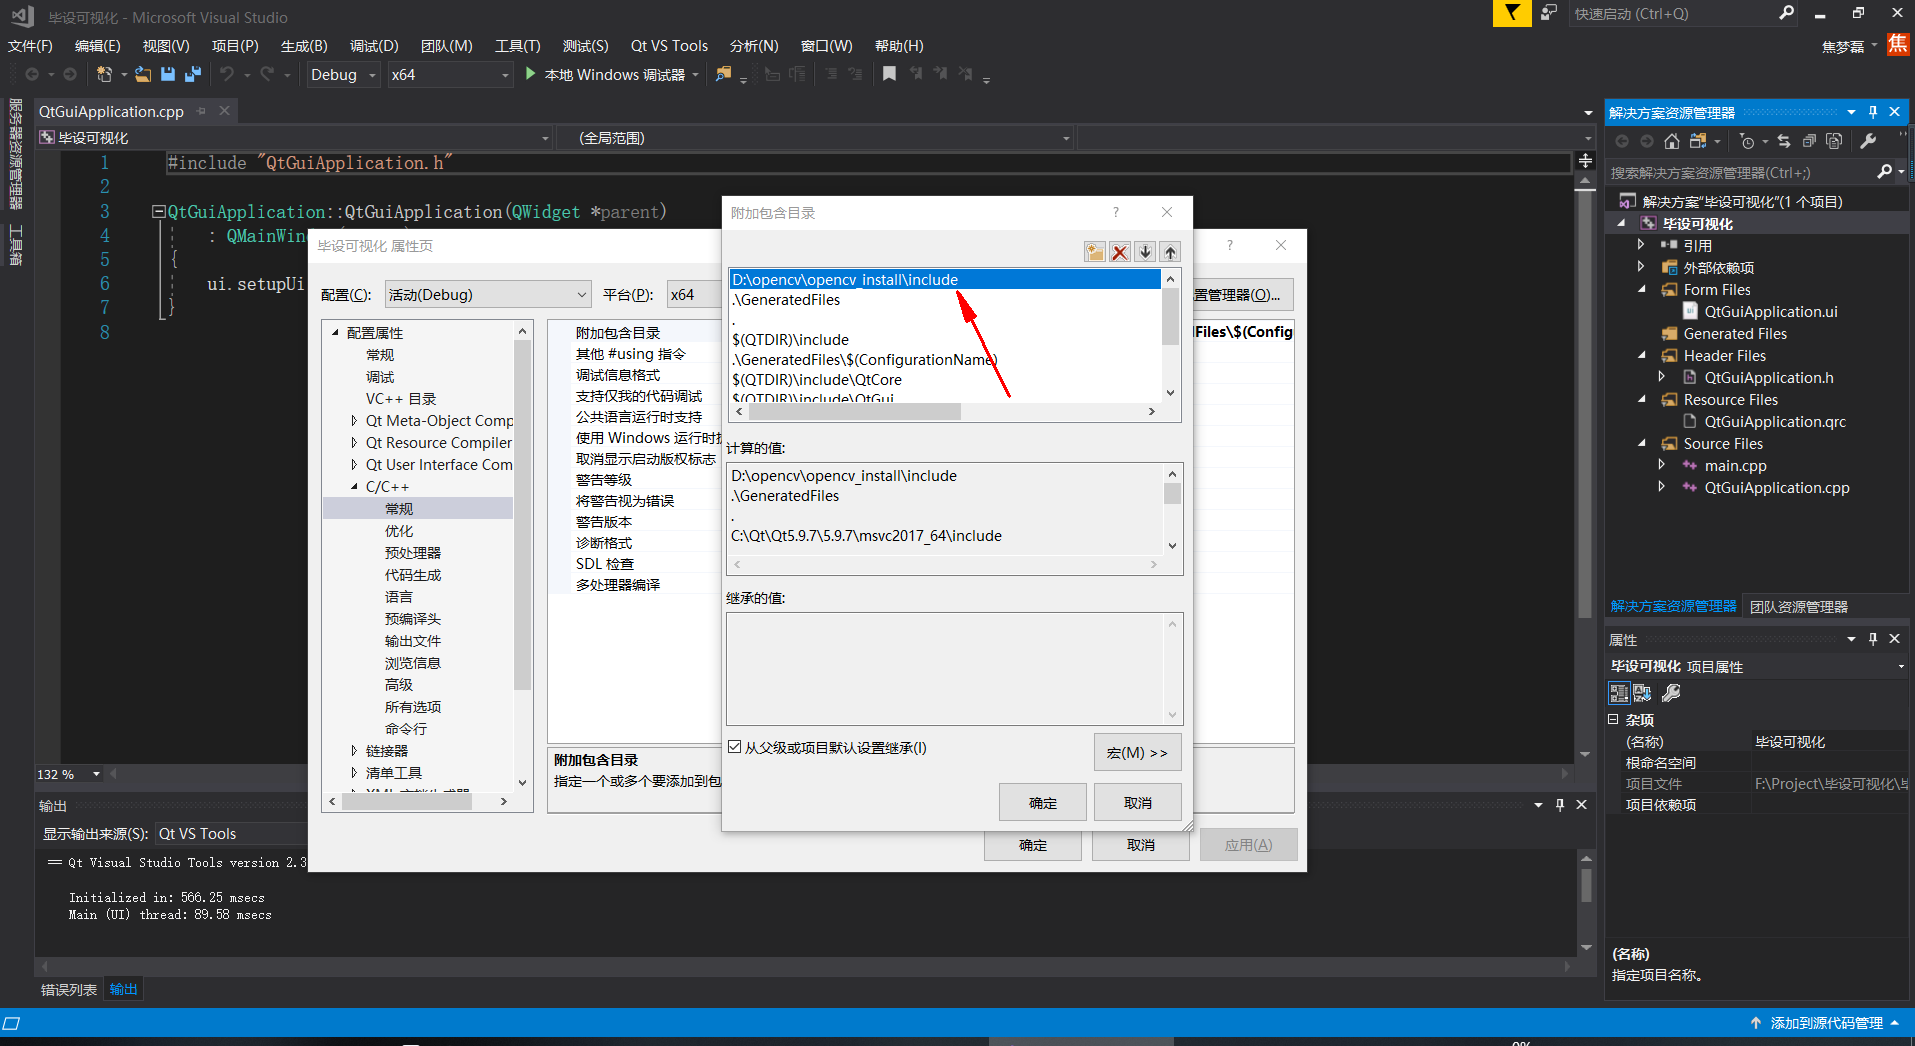 毕设可视化 - Microsoft Visual Studio
快速启动 (Ctrl+Q)
文件(F) 编辑(E) 视图(V) 项目(P) 生成(B) 调试(D) 团队(M) 工具(T) 测试(S) Qt VS Tools 分析(N) 窗口(W) 帮助(H)
焦梦磊 焦
Debug x64 本地 Windows 调试器
服务器资源管理器
工具箱
QtGuiApplication.cpp
毕设可视化 (全局范围)
1 #include "QtGuiApplication.h"
2
3 QtGuiApplication::QtGuiApplication(QWidget *parent)
4 : QMainWin
5 {
6 ui.setupUi
7 }
8
132 %
毕设可视化 属性页
?
配置(C): 活动(Debug) 平台(P): x64
置管理器(O)...
配置属性
常规
调试
VC++ 目录
Qt Meta-Object Comp
Qt Resource Compiler
Qt User Interface Com
C/C++
常规
优化
预处理器
代码生成
语言
预编译头
输出文件
浏览信息
高级
所有选项
命令行
链接器
清单工具
附加包含目录
其他 #using 指令
调试信息格式
支持仅我的代码调试
公共语言运行时支持
使用 Windows 运行时扩
取消显示启动版权标志
警告等级
将警告视为错误
警告版本
诊断格式
SDL 检查
多处理器编译
Files\$(Config
附加包含目录
指定一个或多个要添加到包
确定 取消 应用(A)
附加包含目录
?
D:\opencv\opencv_install\include
.\GeneratedFiles
.
$(QTDIR)\include
.\GeneratedFiles\$(ConfigurationName)
$(QTDIR)\include\QtCore
$(QTDIR)\include\QtGui
计算的值:
D:\opencv\opencv_install\include
.\GeneratedFiles
.
C:\Qt\Qt5.9.7\5.9.7\msvc2017_64\include
继承的值:
从父级或项目默认设置继承(I)
宏(M) >>
确定 取消
输出
显示输出来源(S): Qt VS Tools
== Qt Visual Studio Tools version 2.3
Initialized in: 566.25 msecs
Main (UI) thread: 89.58 msecs
错误列表 输出
解决方案资源管理器
搜索解决方案资源管理器(Ctrl+;)
解决方案"毕设可视化"(1 个项目)
毕设可视化
引用
外部依赖项
Form Files
QtGuiApplication.ui
Generated Files
Header Files
QtGuiApplication.h
Resource Files
QtGuiApplication.qrc
Source Files
main.cpp
QtGuiApplication.cpp
解决方案资源管理器 团队资源管理器
属性
毕设可视化 项目属性
杂项
(名称) 毕设可视化
根命名空间
项目文件 F:\Project\毕设可视化\毕
项目依赖项
(名称)
指定项目名称。
添加到源代码管理